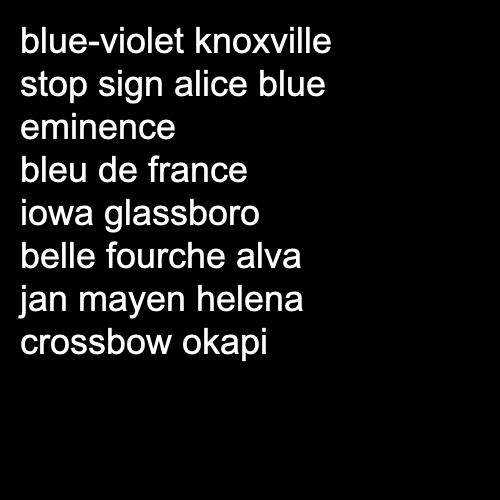 blue-violet knoxville
stop sign alice blue
eminence
bleu de france
iowa glassboro
belle fourche alva
jan mayen helena
crossbow okapi